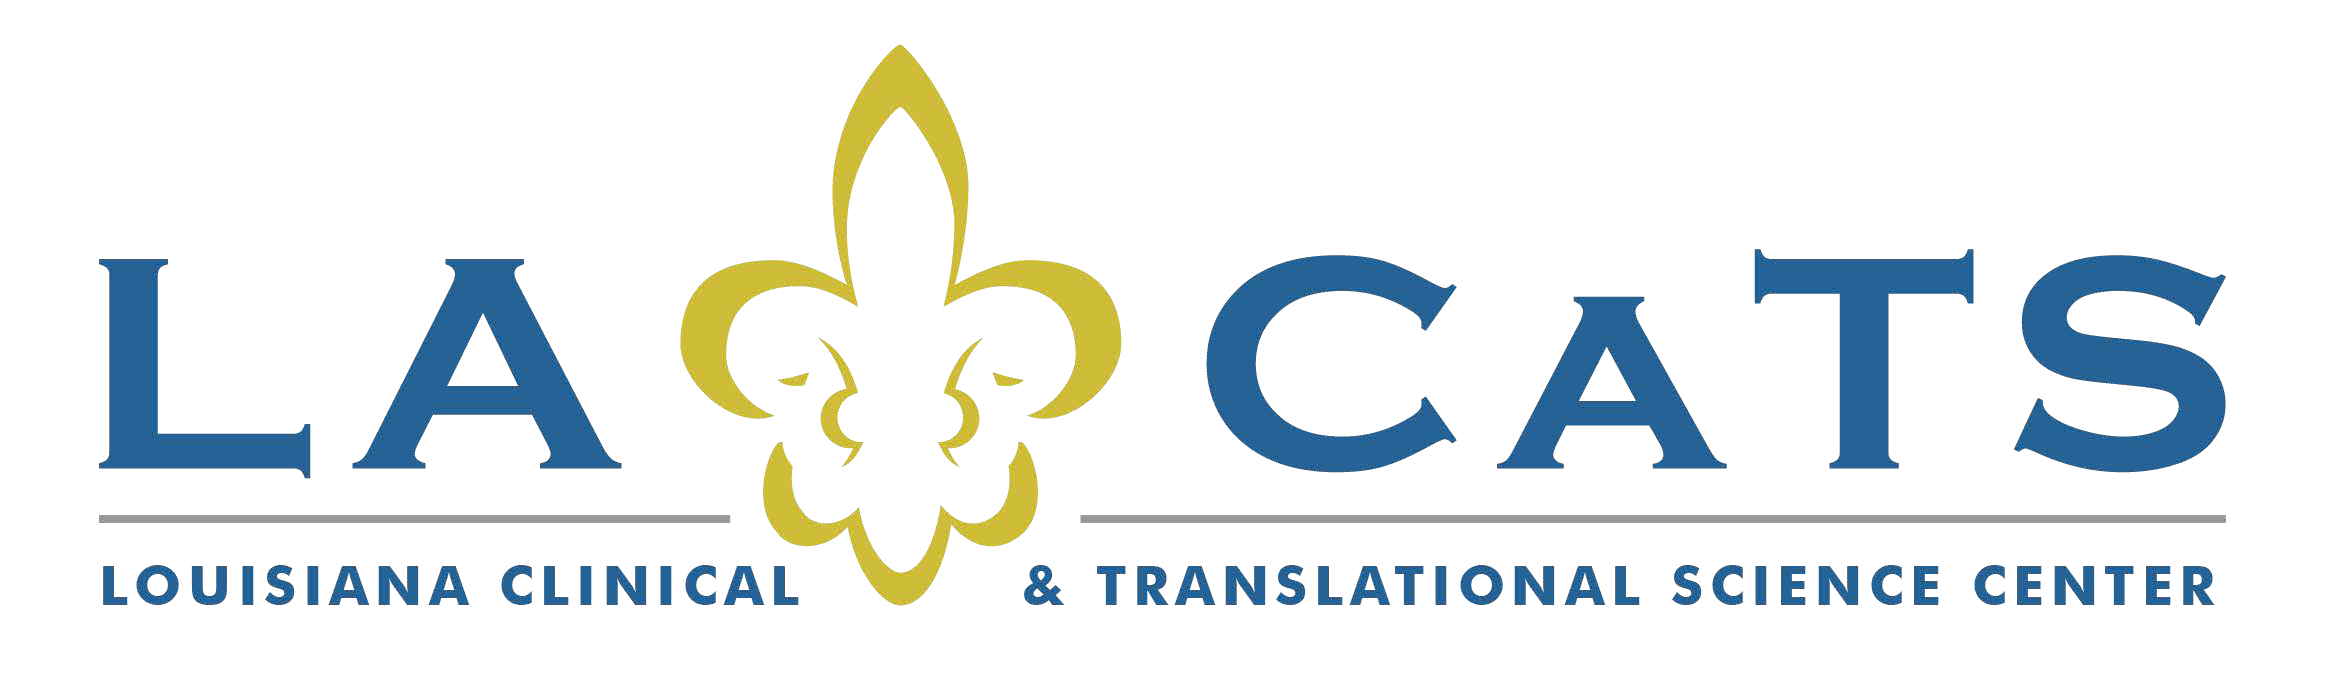 LA CaTS
LOUISIANA CLINICAL & TRANSLATIONAL SCIENCE CENTER